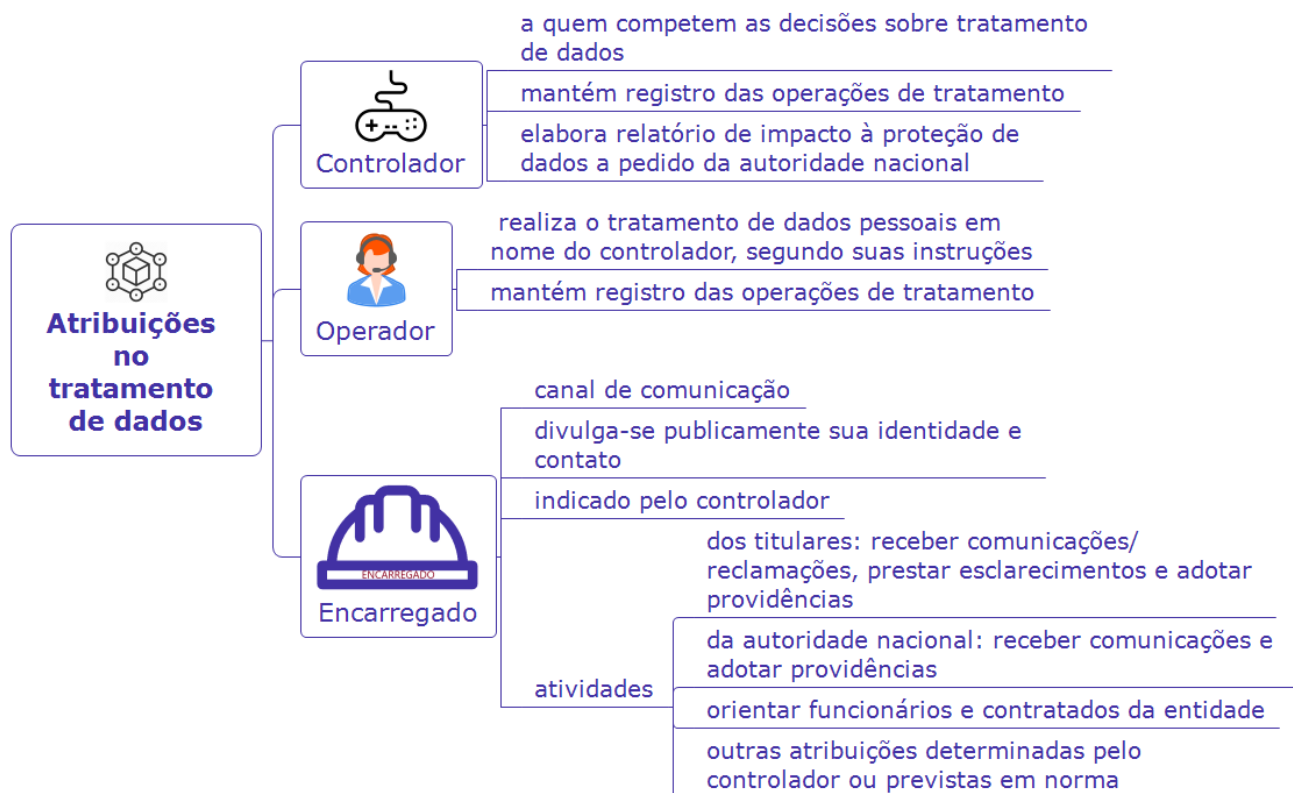 Atribuições
no
tratamento
de dados
Controlador
a quem competem as decisões sobre tratamento
de dados
mantém registro das operações de tratamento
elabora relatório de impacto à proteção de
dados a pedido da autoridade nacional
Operador
realiza o tratamento de dados pessoais em
nome do controlador, segundo suas instruções
mantém registro das operações de tratamento
ENCARREGADO
Encarregado
canal de comunicação
divulga-se publicamente sua identidade e
contato
indicado pelo controlador
atividades
dos titulares: receber comunicações/
reclamações, prestar esclarecimentos e adotar
providências
da autoridade nacional: receber comunicações e
adotar providências
orientar funcionários e contratados da entidade
outras atribuições determinadas pelo
controlador ou previstas em norma